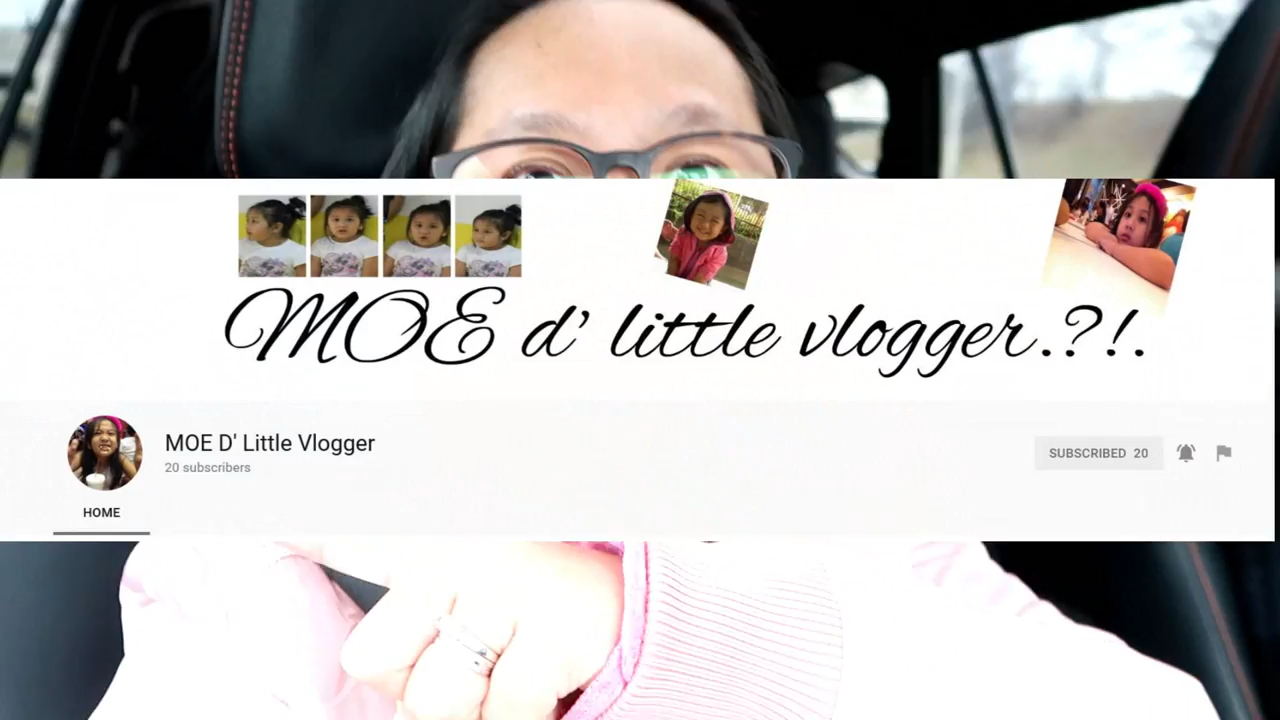 MOE d' little vlogger.?!.
MOE D' Little Vlogger
20 subscribers
SUBSCRIBED 20
HOME